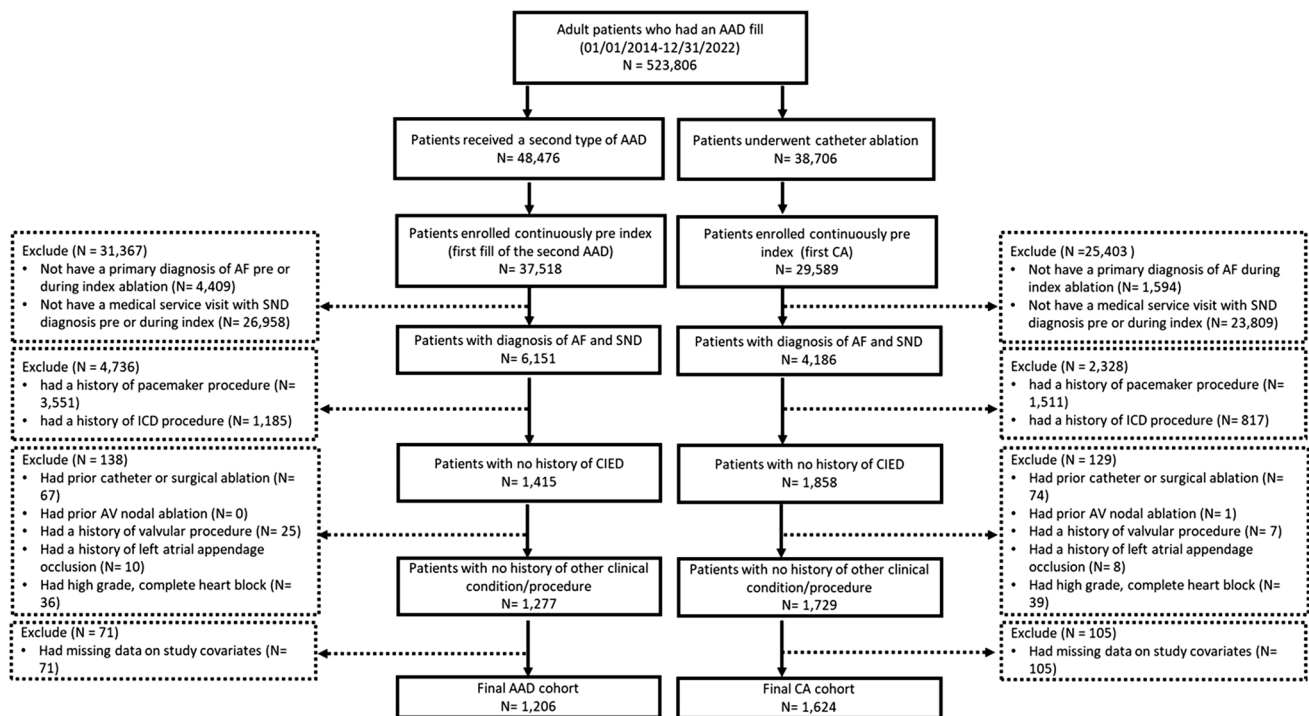 Adult patients who had an AAD fill
(01/01/2014-12/31/2022)
N = 523,806
Patients received a second type of AAD
N= 48,476
Patients underwent catheter ablation
N= 38,706
Patients enrolled continuously pre index
(first fill of the second AAD)
N= 37,518
Patients enrolled continuously pre
index (first CA)
N= 29,589
Exclude (N = 31,367)
• Not have a primary diagnosis of AF pre or
during index ablation (N= 4,409)
• Not have a medical service visit with SND
diagnosis pre or during index (N= 26,958)
Exclude (N =25,403 )
• Not have a primary diagnosis of AF during
index ablation (N= 1,594)
• Not have a medical service visit with SND
diagnosis pre or during index (N= 23,809)
Patients with diagnosis of AF and SND
N= 6,151
Patients with diagnosis of AF and SND
N= 4,186
Exclude (N = 4,736)
• had a history of pacemaker procedure (N=
3,551)
• had a history of ICD procedure (N= 1,185)
Exclude (N = 2,328)
• had a history of pacemaker procedure (N=
1,511)
• had a history of ICD procedure (N= 817)
Patients with no history of CIED
N= 1,415
Patients with no history of CIED
N= 1,858
Exclude (N = 138)
• Had prior catheter or surgical ablation (N=
67)
• Had prior AV nodal ablation (N= 0)
• Had a history of valvular procedure (N= 25)
• Had a history of left atrial appendage
occlusion (N= 10)
• Had high grade, complete heart block (N=
36)
Exclude (N = 129)
• Had prior catheter or surgical ablation (N=
74)
• Had prior AV nodal ablation (N= 1)
• Had a history of valvular procedure (N= 7)
• Had a history of left atrial appendage
occlusion (N= 8)
• Had high grade, complete heart block (N=
39)
Patients with no history of other clinical
condition/procedure
N= 1,277
Patients with no history of other clinical
condition/procedure
N= 1,729
Exclude (N = 71)
• Had missing data on study covariates (N=
71)
Exclude (N = 105)
• Had missing data on study covariates (N=
105)
Final AAD cohort
N= 1,206
Final CA cohort
N= 1,624